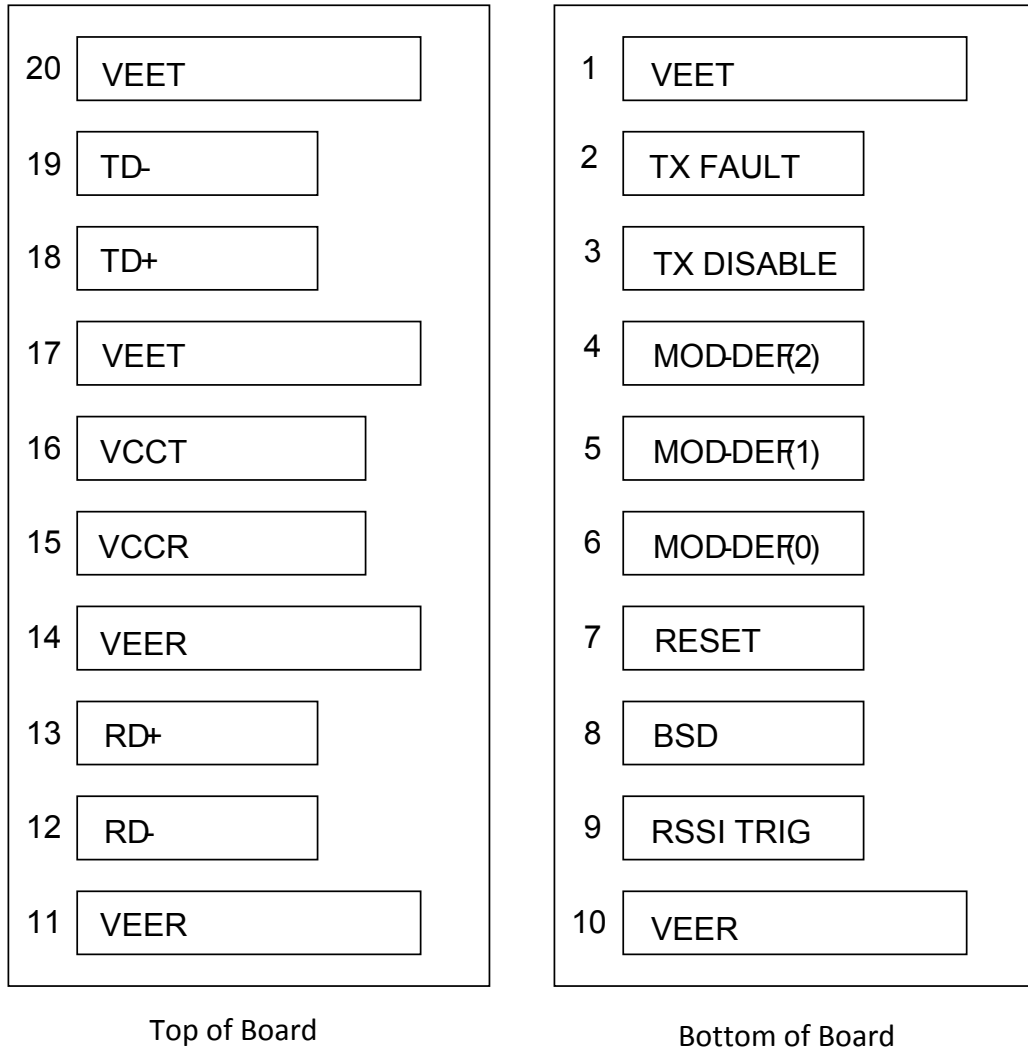 20 VEET
19 TD-
18 TD+
17 VEET
16 VCCT
15 VCCR
14 VEER
13 RD+
12 RD-
11 VEER
Top of Board
1 VEET
2 TX FAULT
3 TX DISABLE
4 MOD-DEF(2)
5 MOD-DEF(1)
6 MOD-DEF(0)
7 RESET
8 BSD
9 RSSI TRIG
10 VEER
Bottom of Board